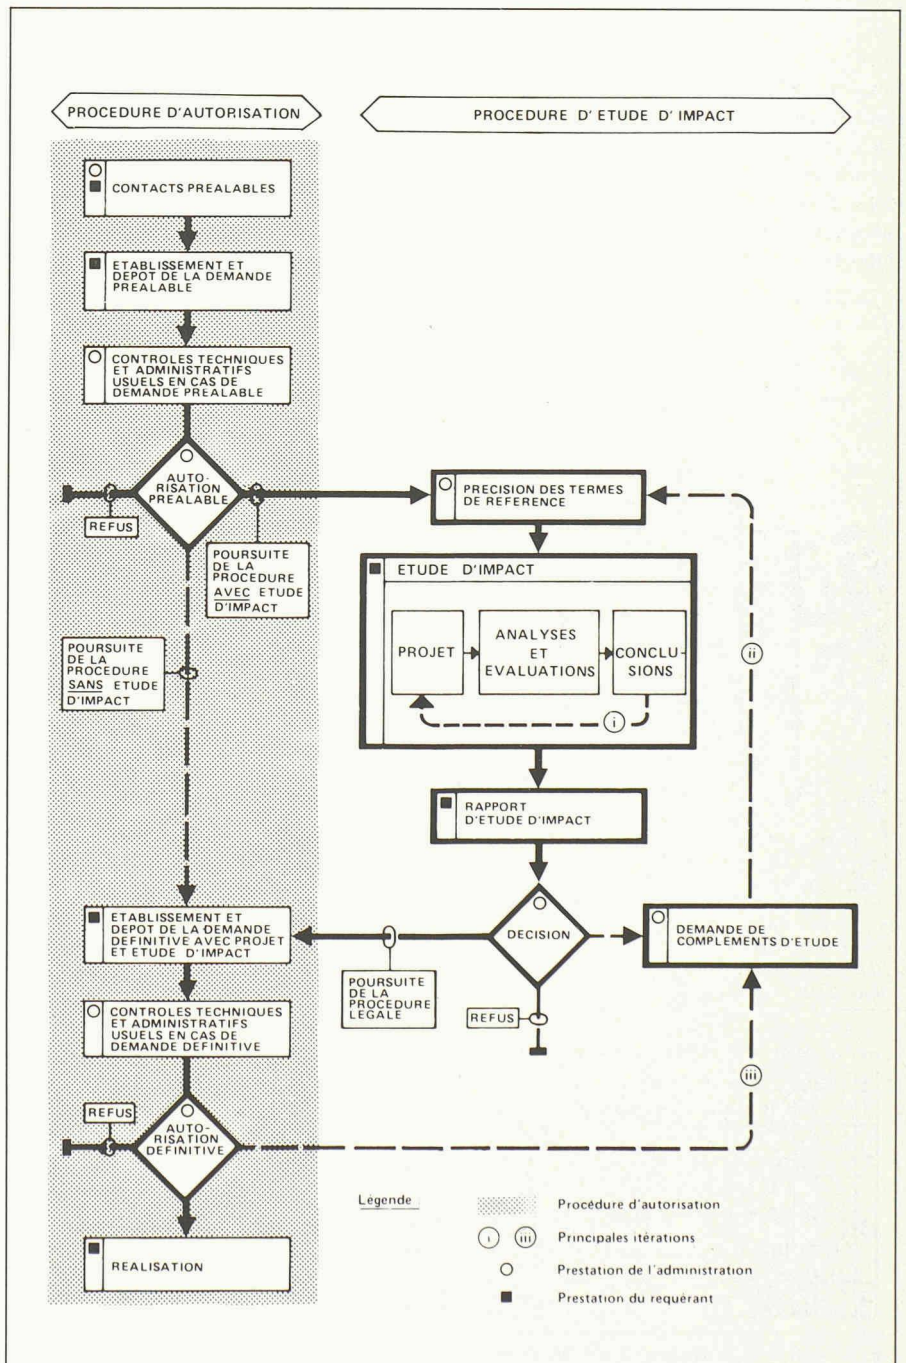 PROCEDURE D'AUTORISATION
PROCEDURE D'ETUDE D'IMPACT
CONTACTS PREALABLES
ETABLISSEMENT ET
DEPOT DE LA DEMANDE
PREALABLE
CONTROLES TECHNIQUES
ET ADMINISTRATIFS
USUELS EN CAS DE
DEMANDE PREALABLE
AUTO-
RISATION
PREALABLE
REFUS
POURSUITE
DE LA
PROCEDURE
AVEC ETUDE
D'IMPACT
PRECISION DES TERMES
DE REFERENCE
ETUDE D'IMPACT
PROJET
ANALYSES
ET
EVALUATIONS
CONCLU-
SIONS
i
ii
POURSUITE
DE LA
PROCEDURE
SANS ETUDE
D'IMPACT
RAPPORT
D'ETUDE D'IMPACT
ETABLISSEMENT ET
DEPOT DE LA DEMANDE
DEFINITIVE AVEC PROJET
ET ETUDE D'IMPACT
DECISION
DEMANDE DE
COMPLEMENTS D'ETUDE
POURSUITE
DE LA
PROCEDURE
LEGALE
REFUS
CONTROLES TECHNIQUES
ET ADMINISTRATIFS
USUELS EN CAS DE
DEMANDE DEFINITIVE
iii
REFUS
AUTO-
RISATION
DEFINITIVE
REALISATION
Légende
Procédure d'autorisation
i iii Principales itérations
Prestation de l'administration
Prestation du requérant